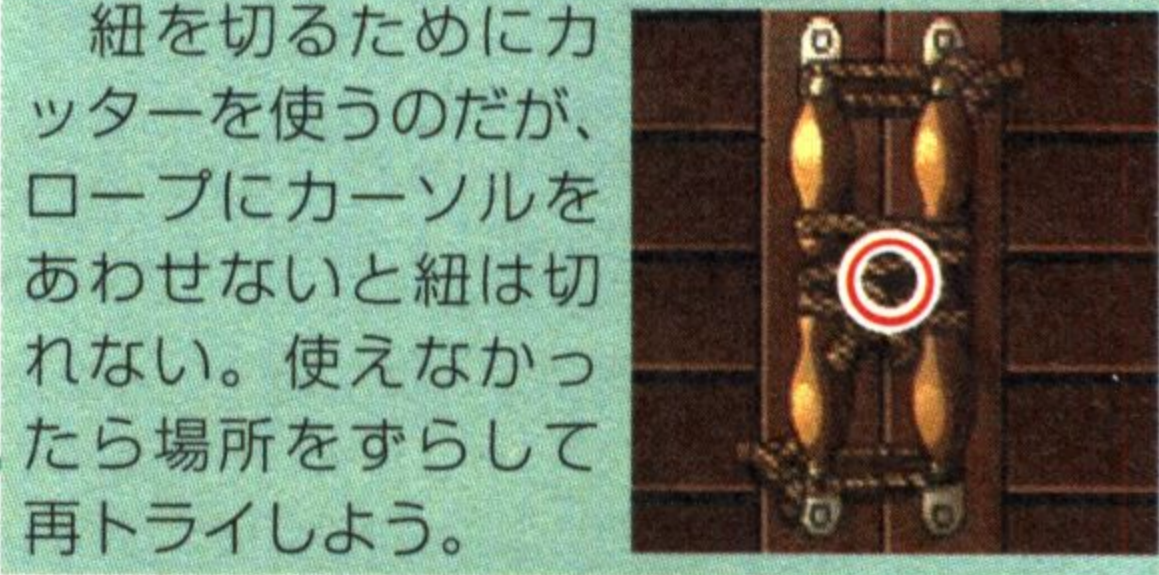 紐を切るためにカ
ッターを使うのだが、
ロープにカーソルを
あわせないと紐は切
れない。使えなかっ
たら場所をずらして
再トライしよう。